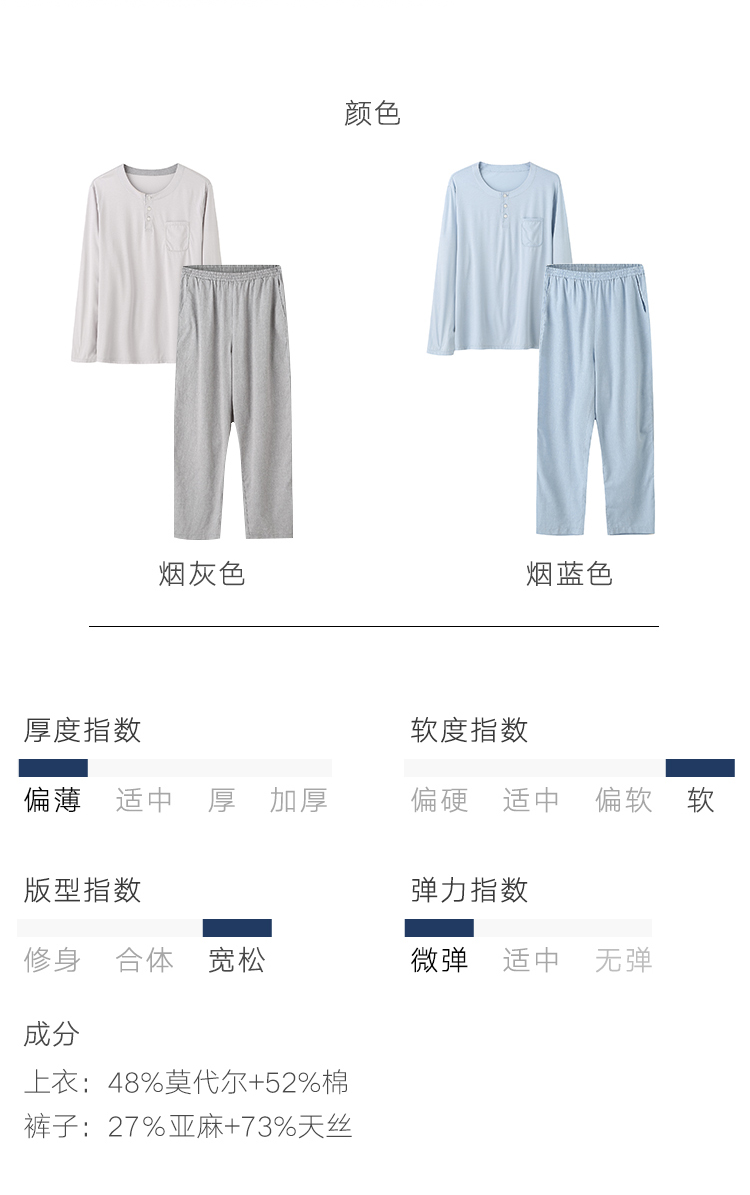 颜色
烟灰色 烟蓝色
厚度指数 软度指数
偏薄 适中 厚 加厚 偏硬 适中 偏软 软
版型指数 弹力指数
修身 合体 宽松 微弹 适中 无弹
成分
上衣：48%莫代尔+52%棉
裤子：27%亚麻+73%天丝